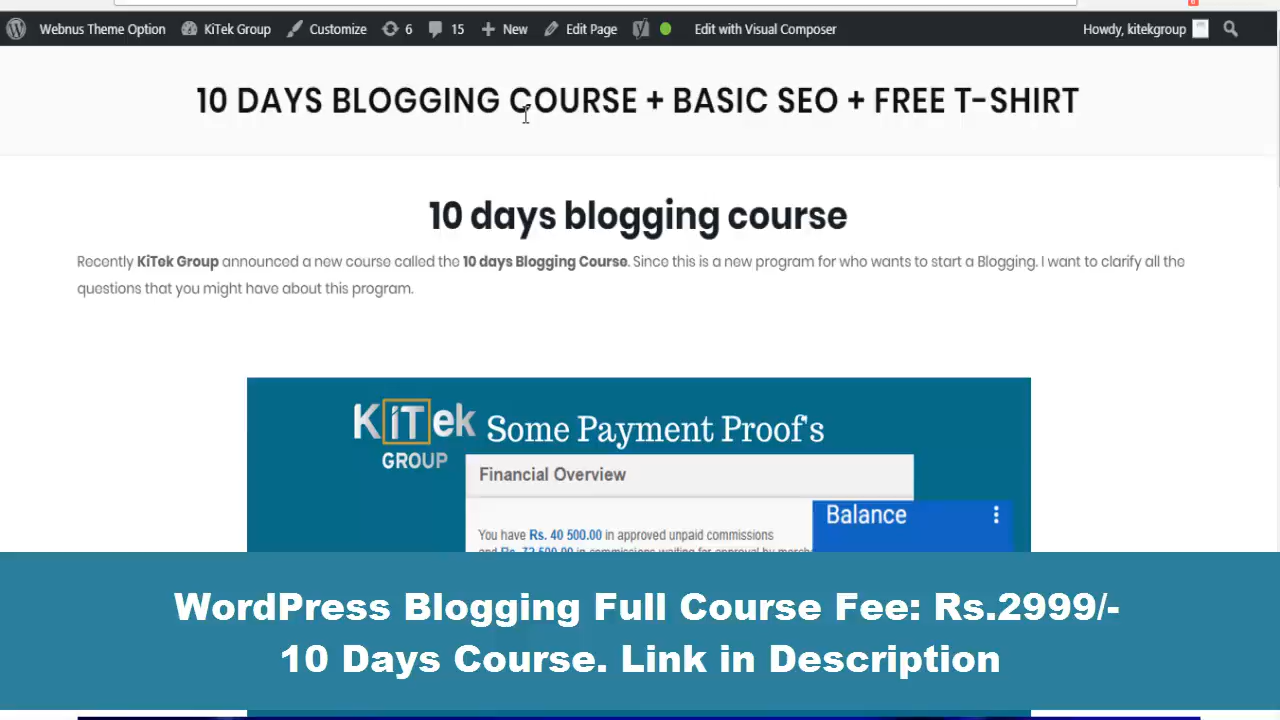 Webnus Theme Option KiTek Group Customize 6 15 New Edit Page Edit with Visual Composer Howdy, kitekgroup
10 DAYS BLOGGING COURSE + BASIC SEO + FREE T-SHIRT
10 days blogging course
Recently KiTek Group announced a new course called the 10 days Blogging Course. Since this is a new program for who wants to start a Blogging. I want to clarify all the
questions that you might have about this program.
KiTek GROUP
Some Payment Proof's
Financial Overview
Balance
You have Rs. 40 500.00 in approved unpaid commissions
WordPress Blogging Full Course Fee: Rs.2999/-
10 Days Course. Link in Description